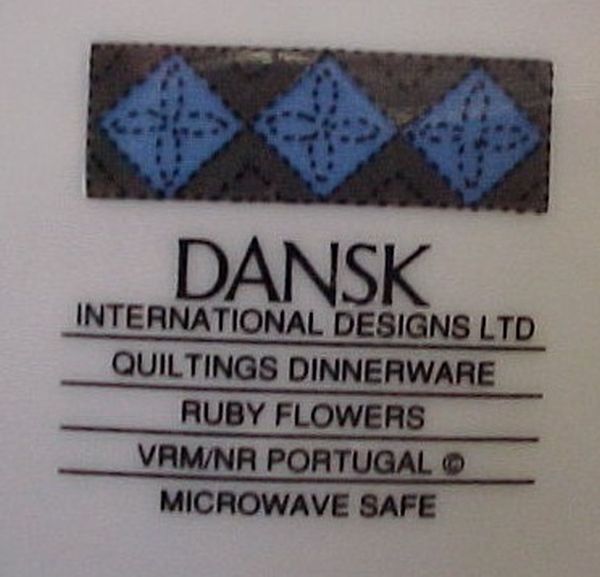 DANSK
INTERNATIONAL DESIGNS LTD
QUILTINGS DINNERWARE
RUBY FLOWERS
VRM/NR PORTUGAL ©
MICROWAVE SAFE